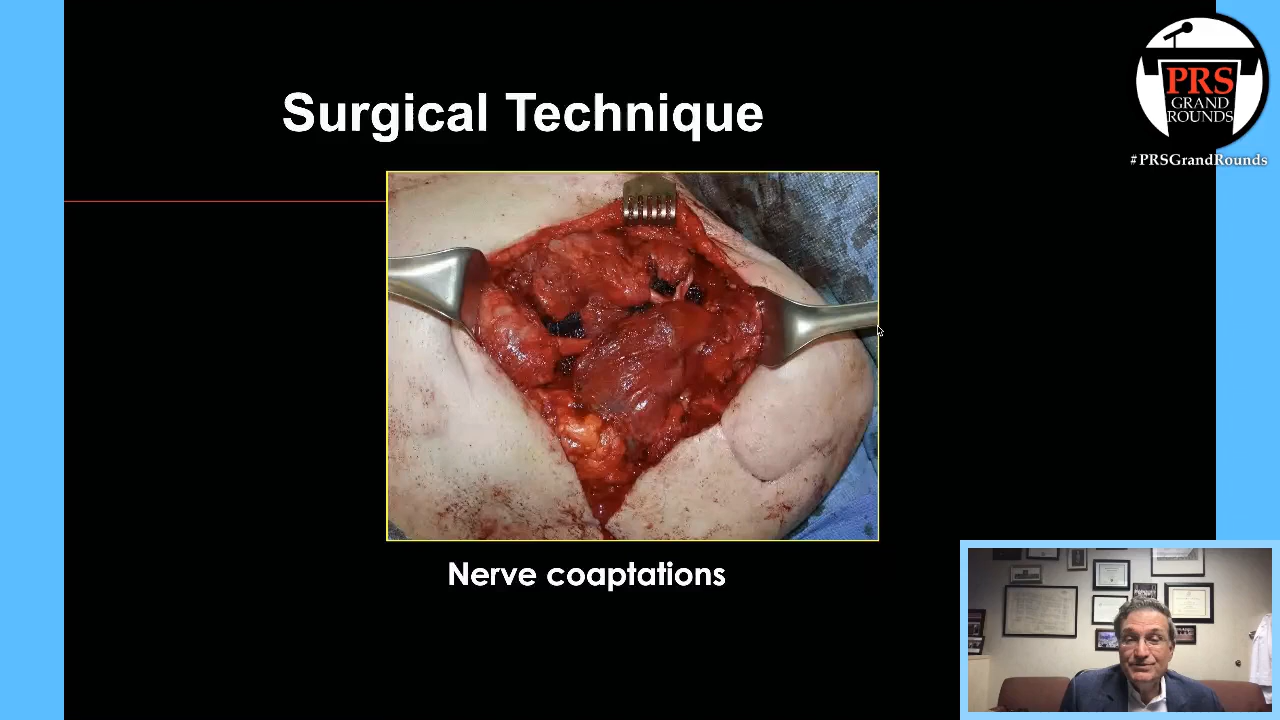 Surgical Technique
PRS
GRAND
ROUNDS
#PRSGrandRounds
Nerve coaptations